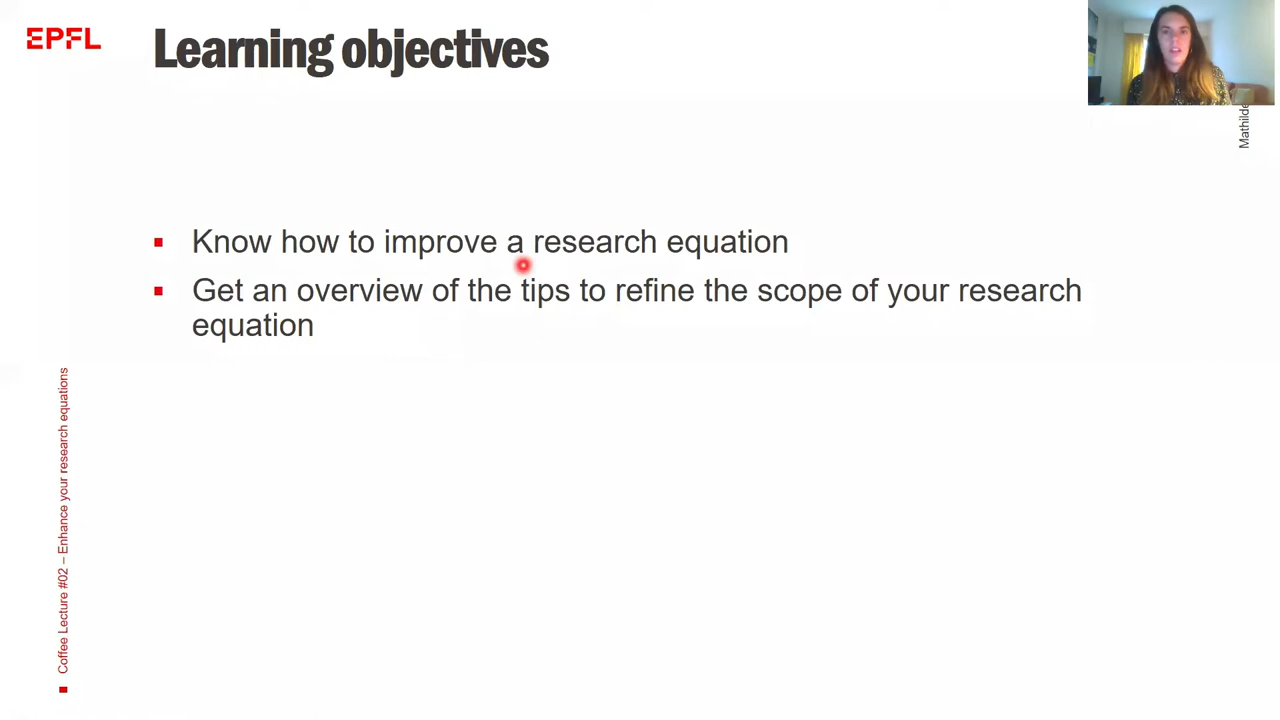 EPFL
Learning objectives
Mathilde
Know how to improve a research equation
Get an overview of the tips to refine the scope of your research
equation
Coffee Lecture #02 – Enhance your research equations